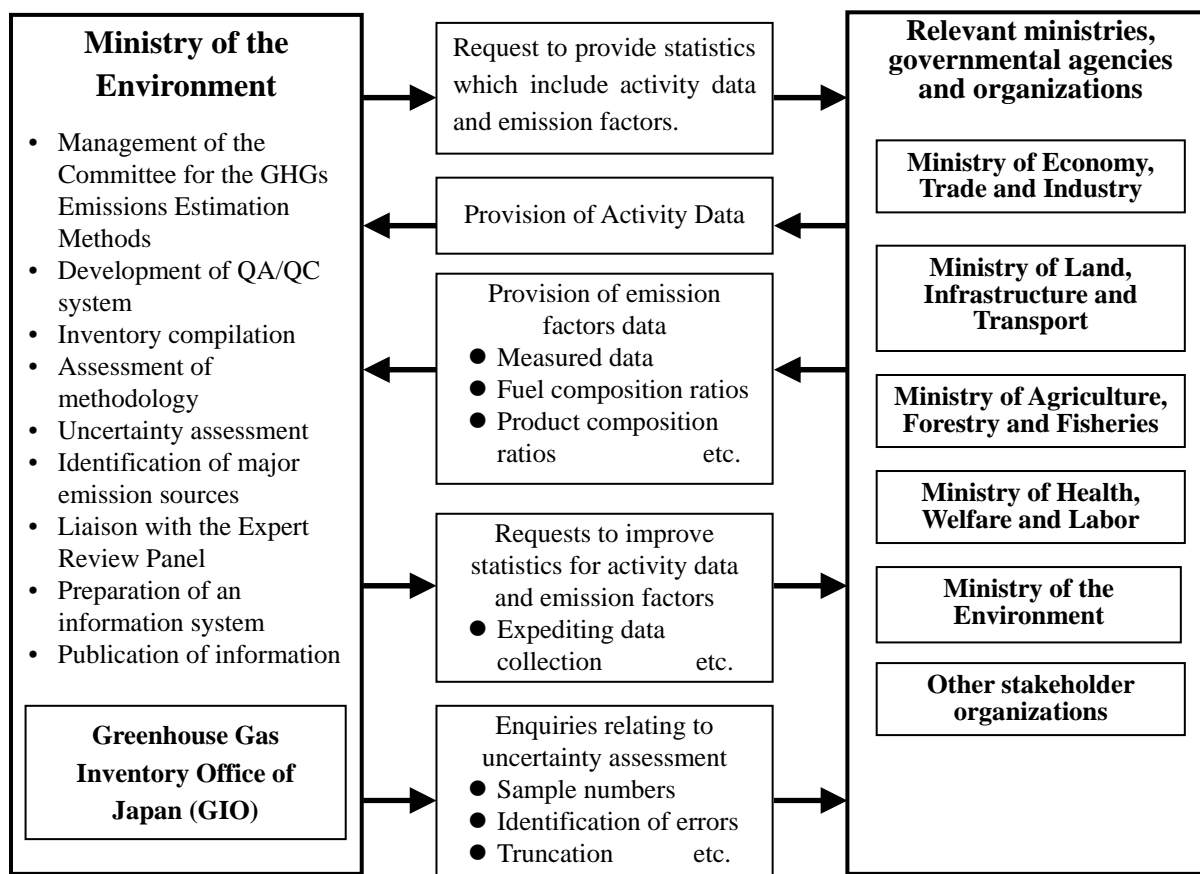 Ministry of the
Environment
• Management of the
Committee for the GHGs
Emissions Estimation
Methods
• Development of QA/QC
system
• Inventory compilation
• Assessment of
methodology
• Uncertainty assessment
• Identification of major
emission sources
• Liaison with the Expert
Review Panel
• Preparation of an
information system
• Publication of information
Greenhouse Gas
Inventory Office of
Japan (GIO)
Request to provide statistics
which include activity data
and emission factors.
Provision of Activity Data
Provision of emission
factors data
● Measured data
● Fuel composition ratios
● Product composition
ratios etc.
Requests to improve
statistics for activity data
and emission factors
● Expediting data
collection etc.
Enquiries relating to
uncertainty assessment
● Sample numbers
● Identification of errors
● Truncation etc.
Relevant ministries,
governmental agencies
and organizations
Ministry of Economy,
Trade and Industry
Ministry of Land,
Infrastructure and
Transport
Ministry of Agriculture,
Forestry and Fisheries
Ministry of Health,
Welfare and Labor
Ministry of the
Environment
Other stakeholder
organizations